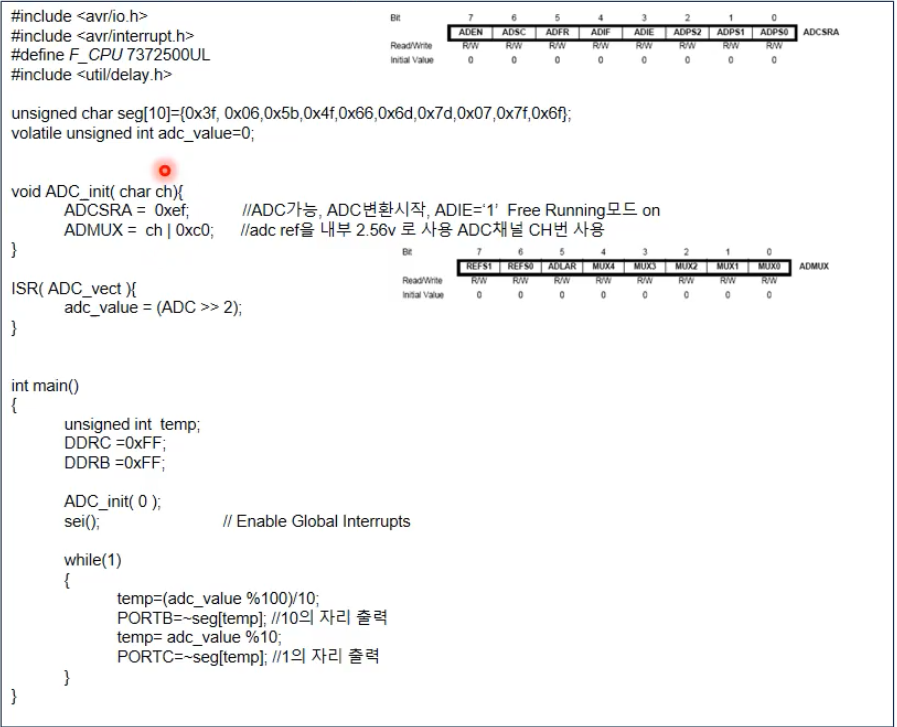 #include <avr/io.h>
#include <avr/interrupt.h>
#define F_CPU 7372500UL
#include <util/delay.h>
Bit 7 6 5 4 3 2 1 0
ADEN ADSC ADFR ADIF ADIE ADPS2 ADPS1 ADPS0 ADCSRA
Read/Write R/W R/W R/W R/W R/W R/W R/W R/W
Initial Value 0 0 0 0 0 0 0 0
unsigned char seg[10]={0x3f, 0x06,0x5b,0x4f,0x66,0x6d,0x7d,0x07,0x7f,0x6f};
volatile unsigned int adc_value=0;
void ADC_init( char ch){
ADCSRA = 0xef; //ADC가능, ADC변환시작, ADIE=‘1’ Free Running모드 on
ADMUX = ch | 0xc0; //adc ref을 내부 2.56v 로 사용 ADC채널 CH번 사용
}
Bit 7 6 5 4 3 2 1 0
REFS1 REFS0 ADLAR MUX4 MUX3 MUX2 MUX1 MUX0 ADMUX
Read/Write R/W R/W R/W R/W R/W R/W R/W R/W
Initial Value 0 0 0 0 0 0 0 0
ISR( ADC_vect ){
adc_value = (ADC >> 2);
}
int main()
{
unsigned int temp;
DDRC =0xFF;
DDRB =0xFF;
ADC_init( 0 );
sei(); // Enable Global Interrupts
while(1)
{
temp=(adc_value %100)/10;
PORTB=~seg[temp]; //10의 자리 출력
temp= adc_value %10;
PORTC=~seg[temp]; //1의 자리 출력
}
}